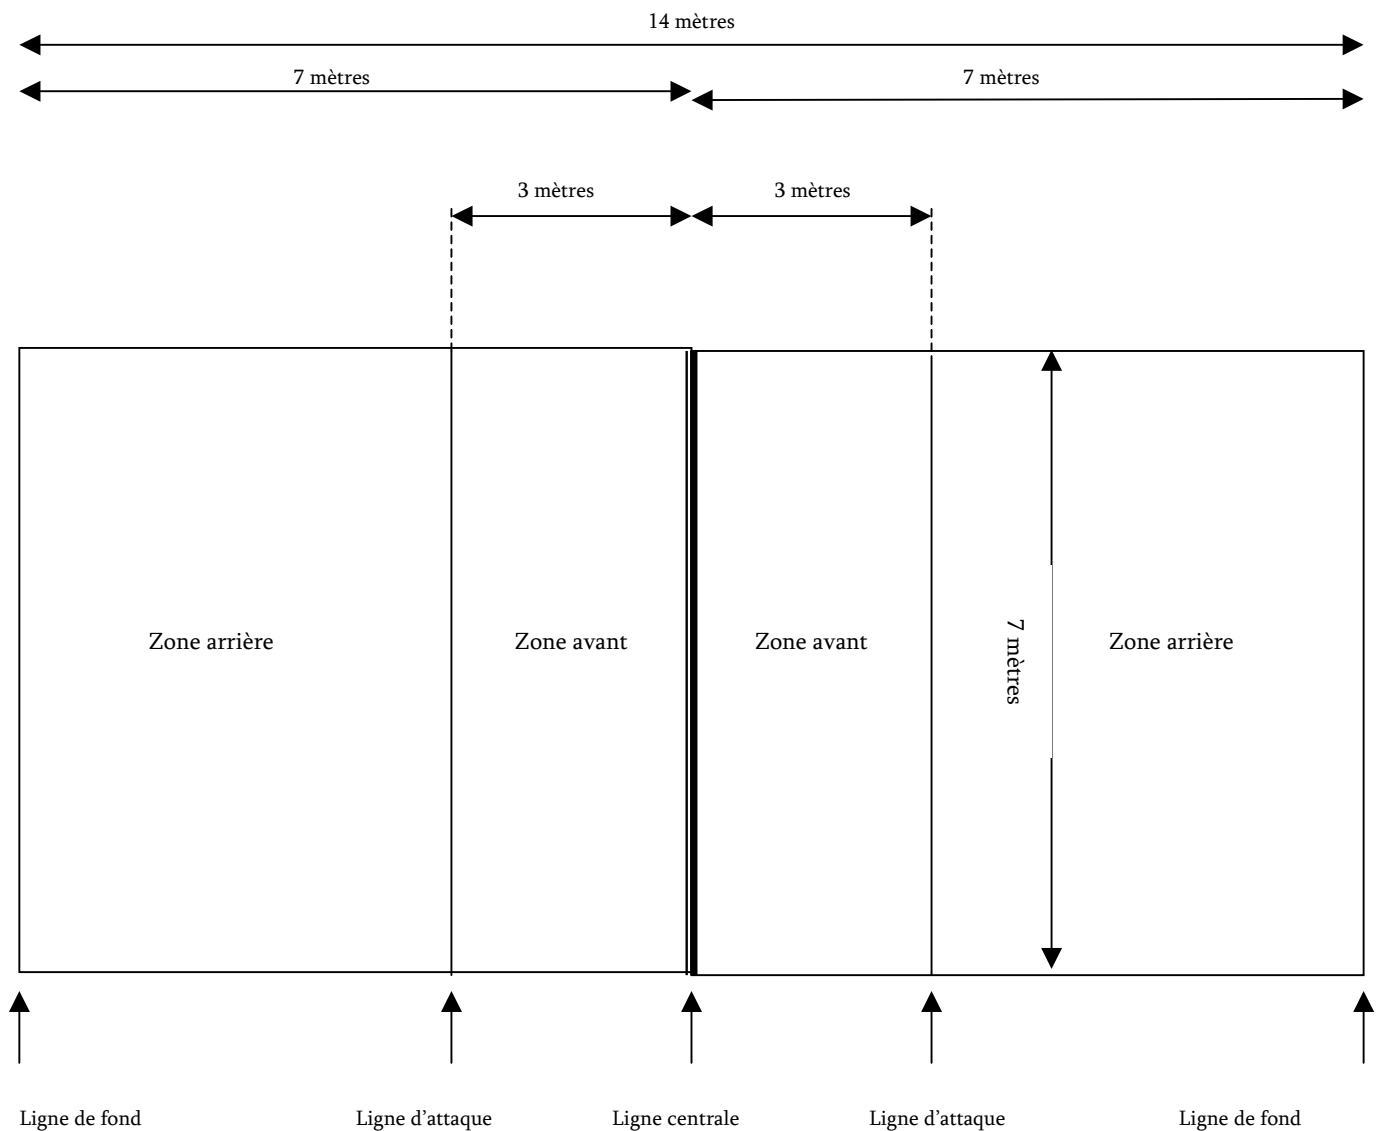 14 mètres
7 mètres
7 mètres
3 mètres
3 mètres
Zone arrière
Zone avant
Zone avant
7 mètres
Zone arrière
Ligne de fond
Ligne d’attaque
Ligne centrale
Ligne d’attaque
Ligne de fond